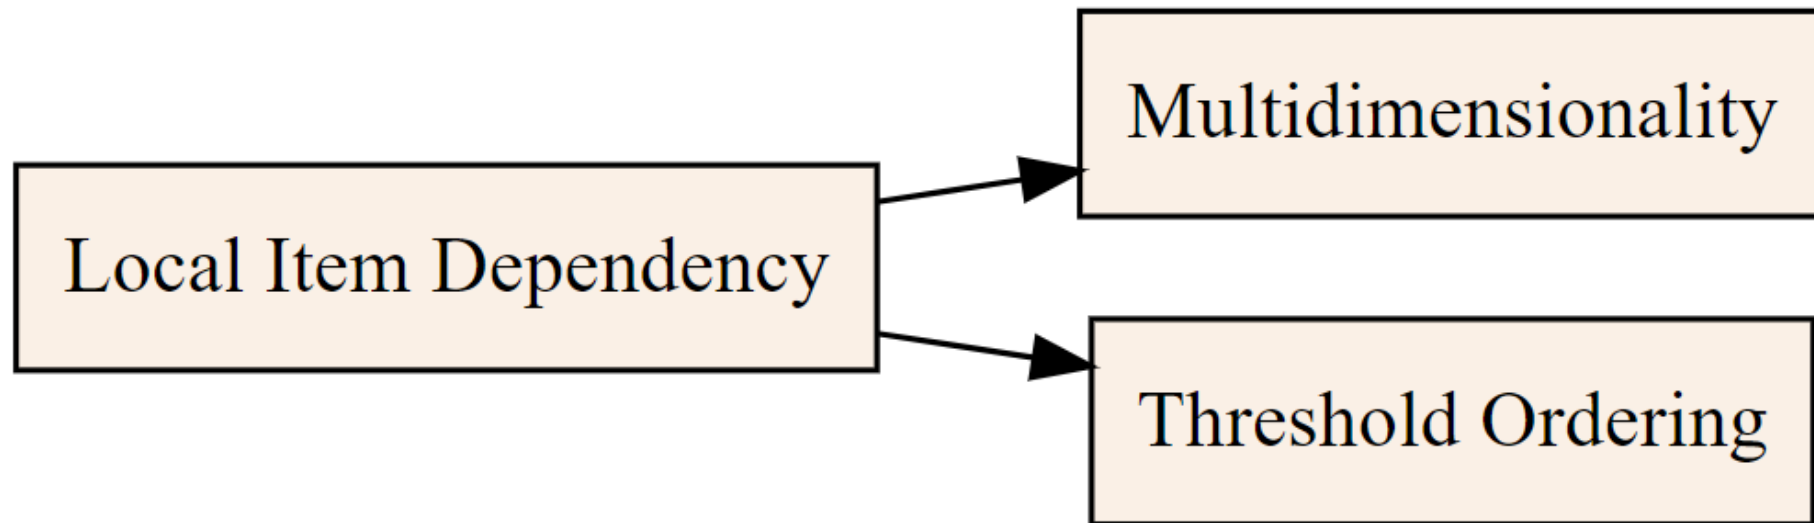 Multidimensionality
Local Item Dependency
Threshold Ordering